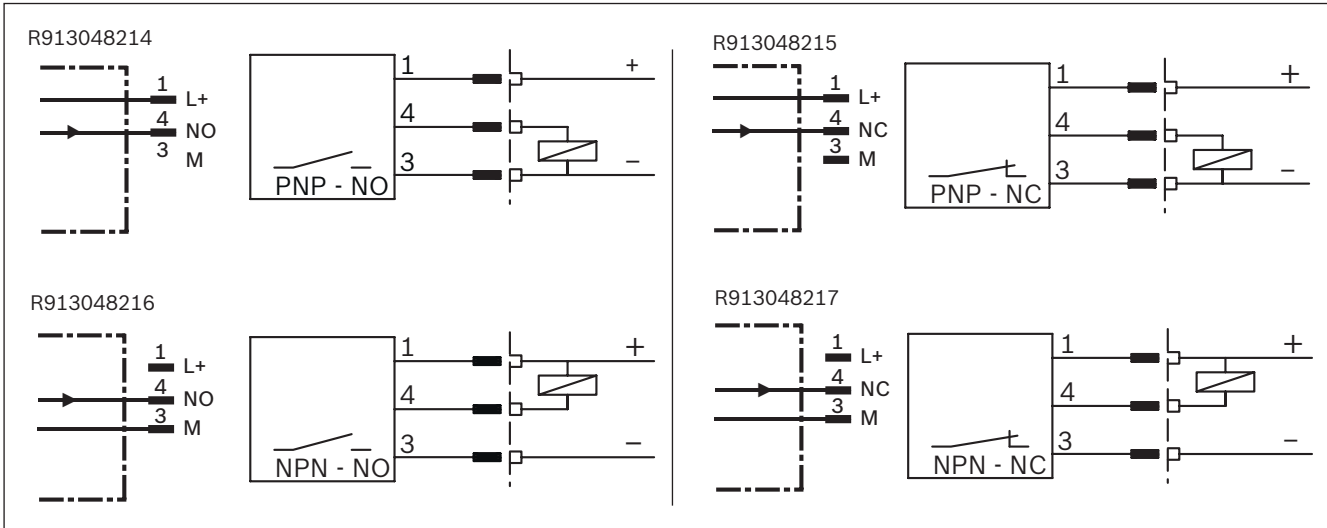 R913048214
1 L+
4 NO
3 M
1 +
4
3 −
PNP - NO
R913048215
1 L+
4 NC
3 M
1 +
4
3 −
PNP - NC
R913048216
1 L+
4 NO
3 M
1 +
4
3 −
NPN - NO
R913048217
1 L+
4 NC
3 M
1 +
4
3 −
NPN - NC